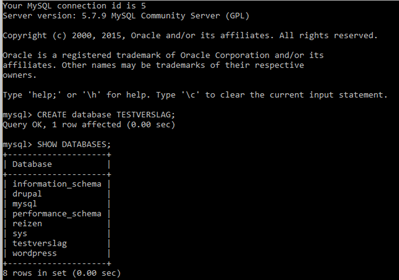 Your MySQL connection id is 5
Server version: 5.7.9 MySQL Community Server (GPL)
Copyright (c) 2000, 2015, Oracle and/or its affiliates. All rights reserved.
Oracle is a registered trademark of Oracle Corporation and/or its
affiliates. Other names may be trademarks of their respective
owners.
Type 'help;' or '\h' for help. Type '\c' to clear the current input statement.
mysql> CREATE database TESTVERSLAG;
Query OK, 1 row affected (0.00 sec)
mysql> SHOW DATABASES;
+--------------------+
| Database           |
+--------------------+
| information_schema |
| drupal             |
| mysql              |
| performance_schema |
| reizen             |
| sys                |
| testverslag        |
| wordpress          |
+--------------------+
8 rows in set (0.00 sec)